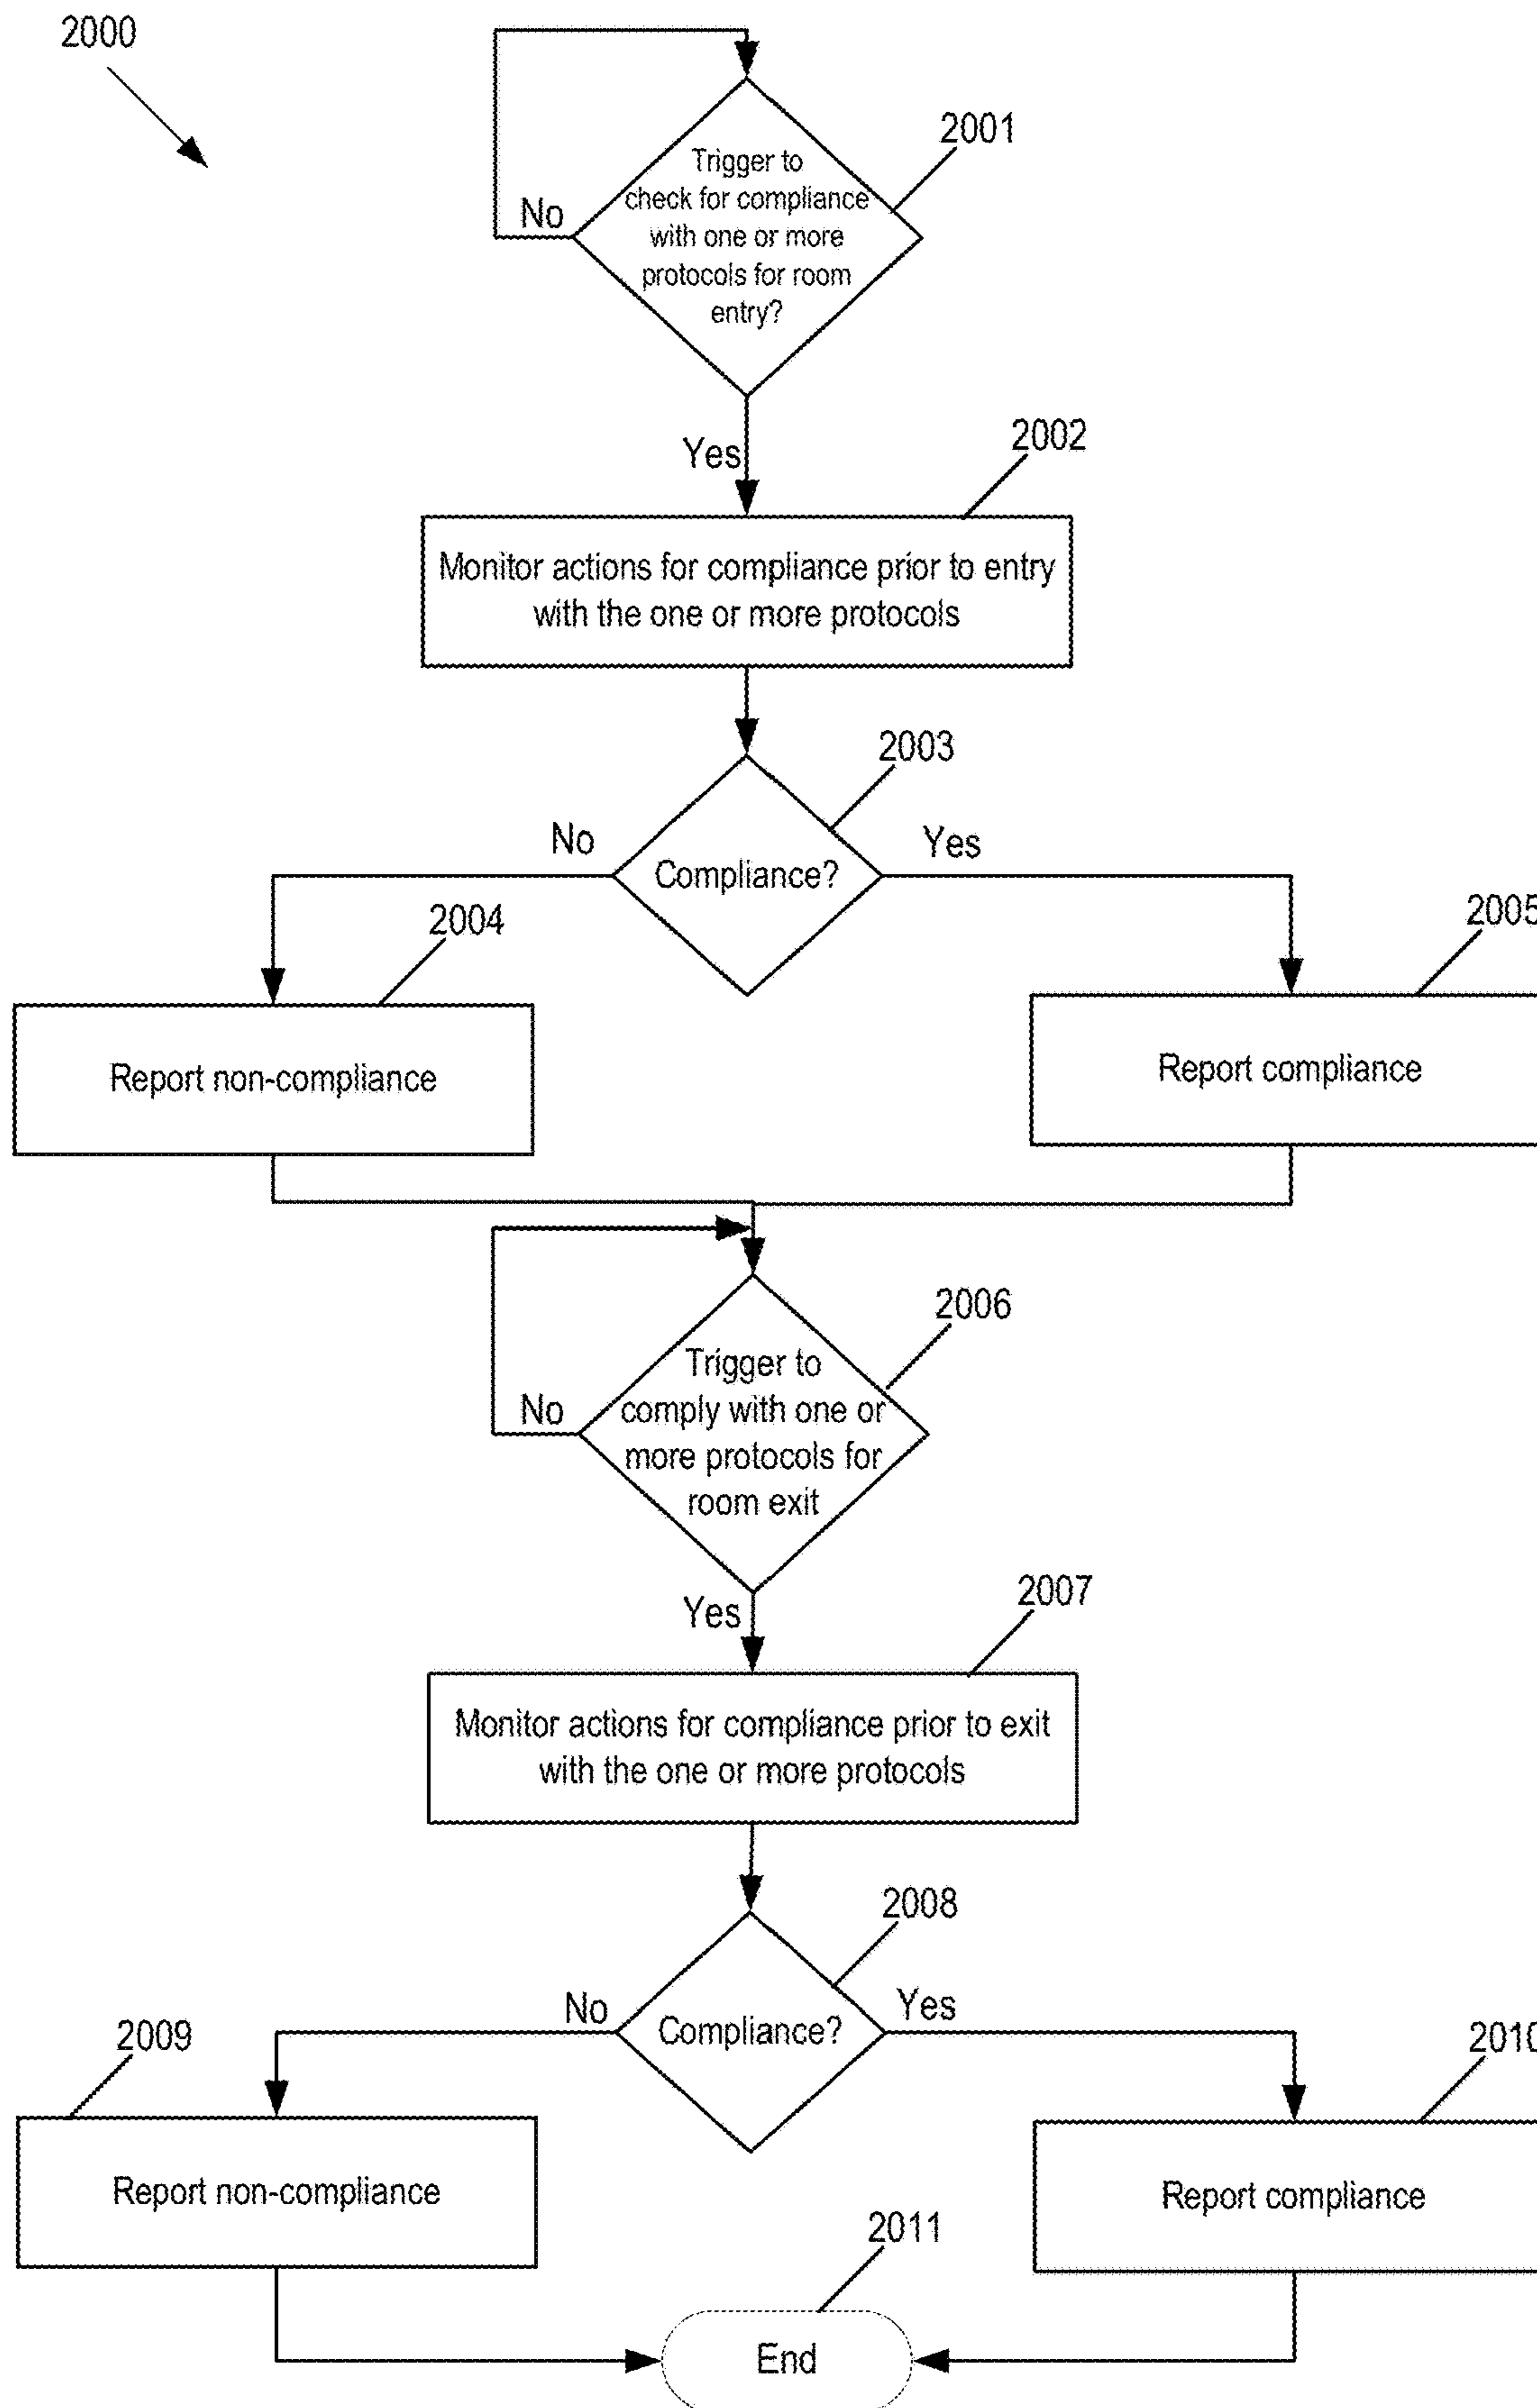 2000
2001
Trigger to
check for compliance
with one or more
protocols for room
entry?
No
Yes
2002
Monitor actions for compliance prior to entry
with the one or more protocols
2003
No
Yes
Compliance?
2004
2005
Report non-compliance
Report compliance
2006
Trigger to
comply with one or
more protocols for
room exit
No
Yes
2007
Monitor actions for compliance prior to exit
with the one or more protocols
2008
No
Yes
Compliance?
2009
2010
Report non-compliance
Report compliance
2011
End